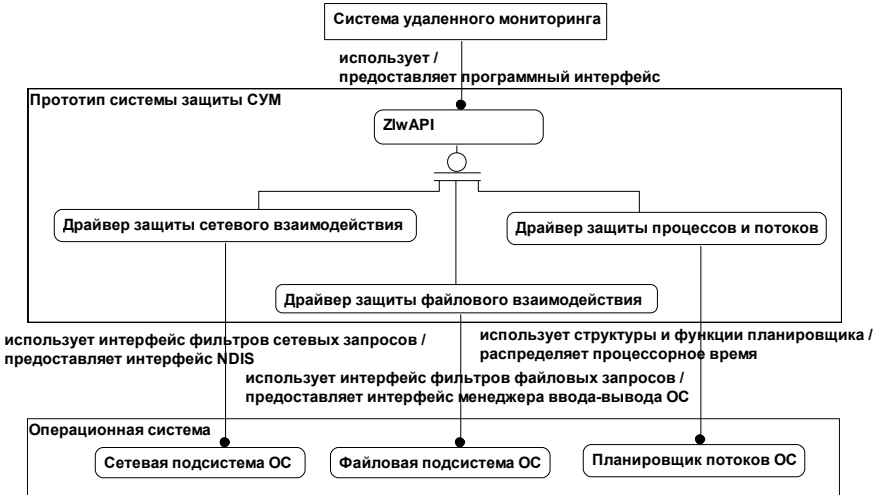 Система удаленного мониторинга
использует /
предоставляет программный интерфейс
Прототип системы защиты СУМ
ZlwAPI
Драйвер защиты сетевого взаимодействия
Драйвер защиты процессов и потоков
Драйвер защиты файлового взаимодействия
использует интерфейс фильтров сетевых запросов /
предоставляет интерфейс NDIS
использует структуры и функции планировщика /
распределяет процессорное время
использует интерфейс фильтров файловых запросов /
предоставляет интерфейс менеджера ввода-вывода ОС
Операционная система
Сетевая подсистема ОС
Файловая подсистема ОС
Планировщик потоков ОС